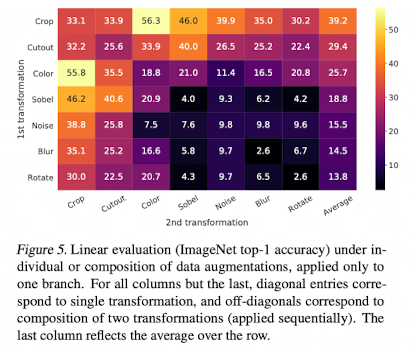 Crop 33.1 33.9 56.3 46.0 39.9 35.0 30.2 39.2
Cutout 32.2 25.6 33.9 40.0 26.5 25.2 22.4 29.4
Color 55.8 35.5 18.8 21.0 11.4 16.5 20.8 25.7
Sobel 46.2 40.6 20.9 4.0 9.3 6.2 4.2 18.8
Noise 38.8 25.8 7.5 7.6 9.8 9.8 9.6 15.5
Blur 35.1 25.2 16.6 5.8 9.7 2.6 6.7 14.5
Rotate 30.0 22.5 20.7 4.3 9.7 6.5 2.6 13.8
Crop Cutout Color Sobel Noise Blur Rotate Average
1st transformation
2nd transformation
50
40
30
20
10
Figure 5. Linear evaluation (ImageNet top-1 accuracy) under in-
dividual or composition of data augmentations, applied only to
one branch. For all columns but the last, diagonal entries corre-
spond to single transformation, and off-diagonals correspond to
composition of two transformations (applied sequentially). The
last column reflects the average over the row.